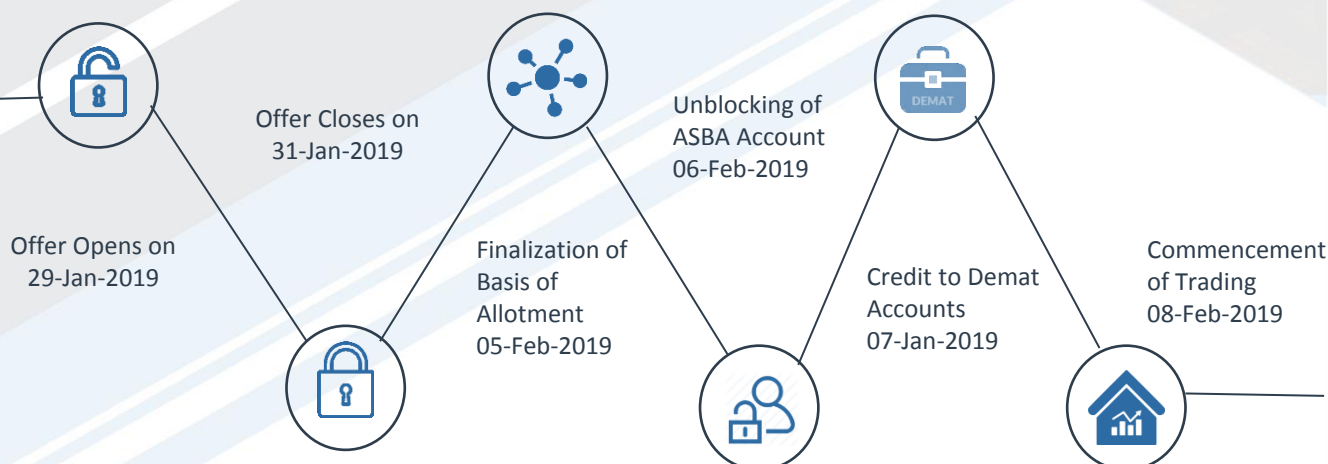 Offer Opens on
29-Jan-2019
Offer Closes on
31-Jan-2019
Finalization of
Basis of
Allotment
05-Feb-2019
Unblocking of
ASBA Account
06-Feb-2019
DEMAT
Credit to Demat
Accounts
07-Jan-2019
Commencement
of Trading
08-Feb-2019